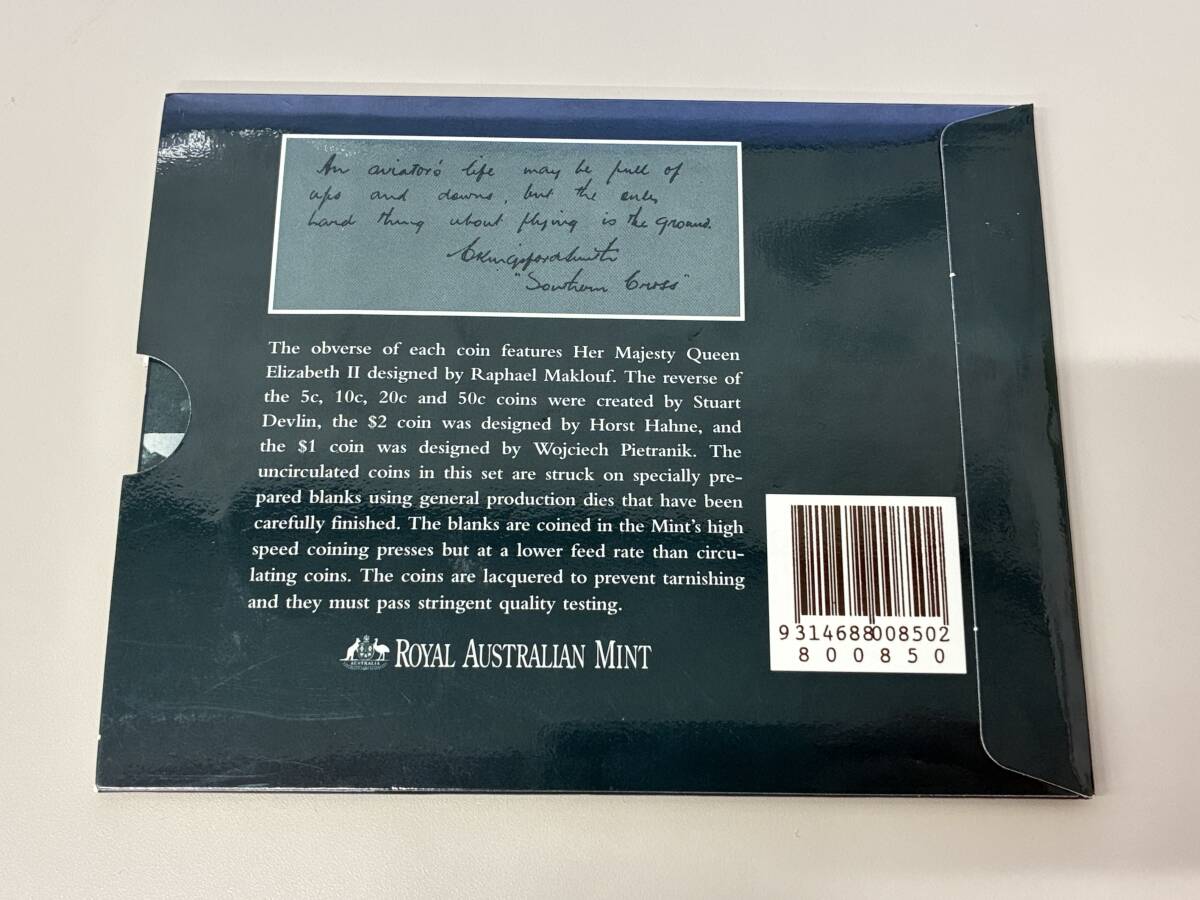 An aviator's life may be full of
ups and downs, but the only
hard thing about flying is the ground.
CKingsfordSmith
"Southern Cross"
The obverse of each coin features Her Majesty Queen
Elizabeth II designed by Raphael Maklouf. The reverse of
the 5c, 10c, 20c and 50c coins were created by Stuart
Devlin, the $2 coin was designed by Horst Hahne, and
the $1 coin was designed by Wojciech Pietranik. The
uncirculated coins in this set are struck on specially pre-
pared blanks using general production dies that have been
carefully finished. The blanks are coined in the Mint's high
speed coining presses but at a lower feed rate than circu-
lating coins. The coins are lacquered to prevent tarnishing
and they must pass stringent quality testing.
AUSTRALIA
ROYAL AUSTRALIAN MINT
9314688008502
800850